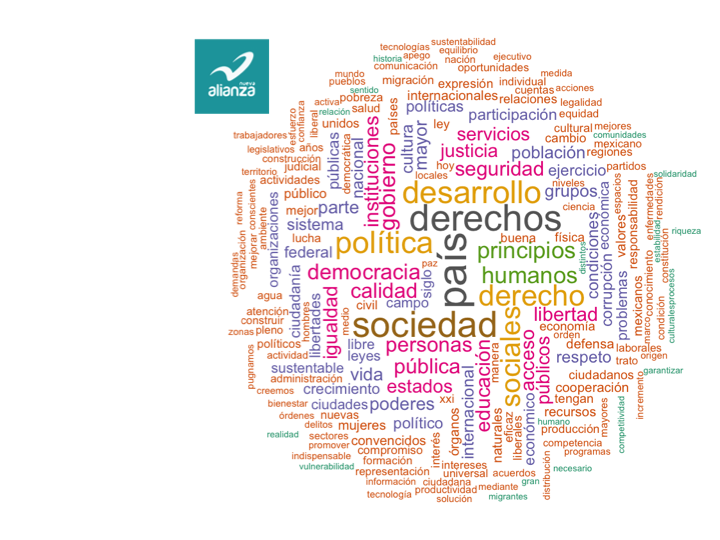 nueva
alianza
tecnologías
sustentabilidad
equilibrio
historia
apego
nación
ejecutivo
comunicación
oportunidades
mundo
pueblos
migración
expresión
individual
medida
sentido
cuentas
acciones
activa
pobreza
internacionales
relaciones
legalidad
relación
salud
países
políticas
participación
equidad
esfuerzo
confianza
liberal
unidos
ley
cultural
mejores
trabajadores
servicios
cambio
comunidades
legislativos
años
públicas
democrática
nacional
instituciones
gobierno
cultura
mayor
justicia
población
mexicano
regiones
construcción
judicial
hoy
seguridad
ejercicio
partidos
territorio
actividades
locales
niveles
solidaridad
público
desarrollo
grupos
espacios
enfermedades
rendición
reforma
conscientes
mejor
parte
derechos
ciencia
económica
valores
responsabilidad
riqueza
organizaciones
ambiente
mejorar
organización
demandas
sistema
lucha
política
país
buena
física
condiciones
corrupción
estabilidad
constitución
federal
paz
principios
distintos
conocimiento
procesos
democracia
siglo
humanos
problemas
condición
culturales
agua
calidad
campo
derecho
mexicanos
marco
atención
ciudadanía
hombres
libertades
igualdad
civil
medio
sociedad
sociales
libertad
construir
economía
zonas
pleno
orden
políticos
libre
personas
manera
acceso
públicos
defensa
laborales
actividad
leyes
respeto
trato
origen
pugnamos
sustentable
vida
pública
educación
ciudadanos
garantizar
administración
estados
cooperación
incremento
creemos
crecimiento
xxi
tengan
bienestar
ciudades
poderes
recursos
mayores
competitividad
órdenes
nuevas
internacional
naturales
eficaz
liberales
económico
humano
delitos
mujeres
político
órganos
producción
realidad
sectores
convencidos
interés
competencia
promover
compromiso
programas
indispensable
formación
intereses
vulnerabilidad
representación
universal
acuerdos
distribución
necesario
información
ciudadana
gran
tecnología
productividad
mediante
migrantes
solución